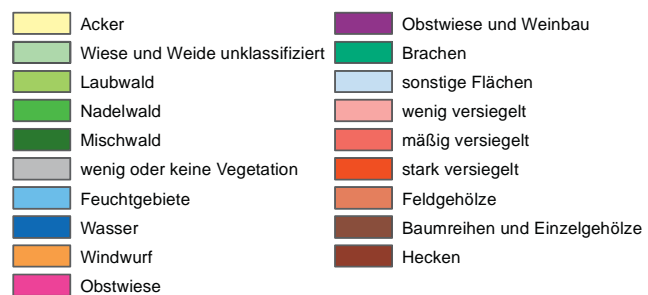 Acker
Wiese und Weide unklassifiziert
Laubwald
Nadelwald
Mischwald
wenig oder keine Vegetation
Feuchtgebiete
Wasser
Windwurf
Obstwiese
Obstwiese und Weinbau
Brachen
sonstige Flächen
wenig versiegelt
mäßig versiegelt
stark versiegelt
Feldgehölze
Baumreihen und Einzelgehölze
Hecken